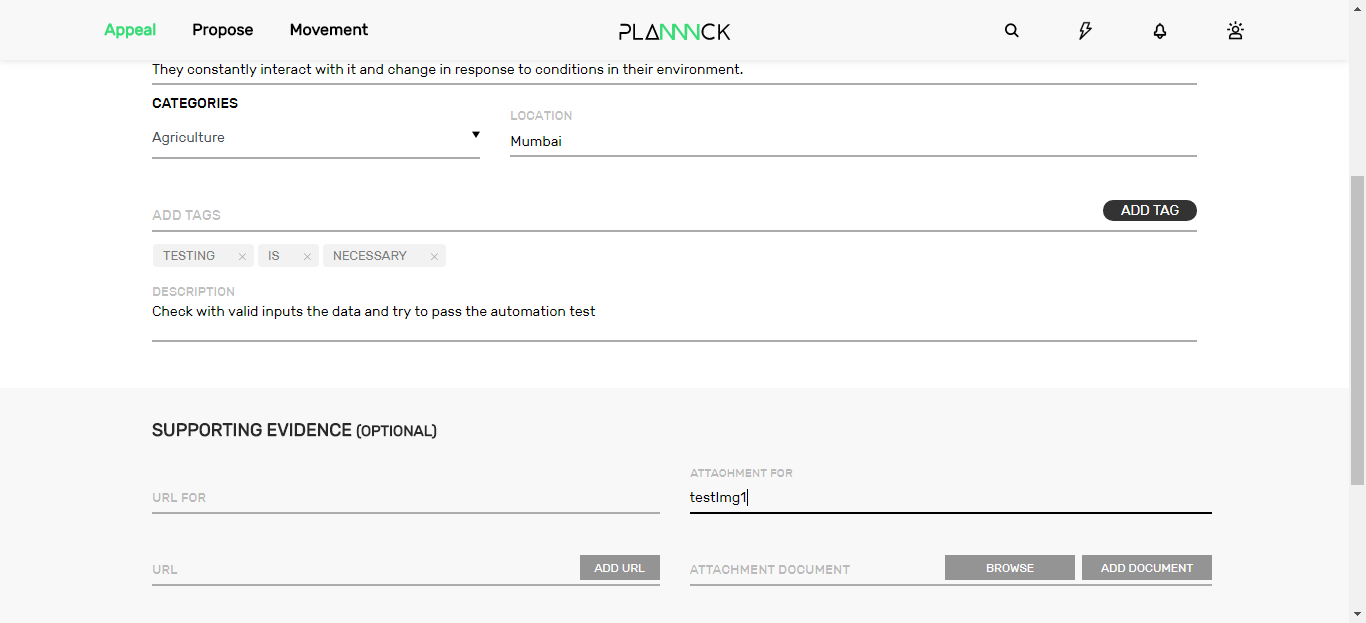 Appeal Propose Movement PLANNNCK
They constantly interact with it and change in response to conditions in their environment.
CATEGORIES
LOCATION
Agriculture
Mumbai
ADD TAGS
ADD TAG
TESTING × IS × NECESSARY ×
DESCRIPTION
Check with valid inputs the data and try to pass the automation test
SUPPORTING EVIDENCE (OPTIONAL)
ATTACHMENT FOR
URL FOR
testImg1
URL
ADD URL
ATTACHMENT DOCUMENT
BROWSE
ADD DOCUMENT